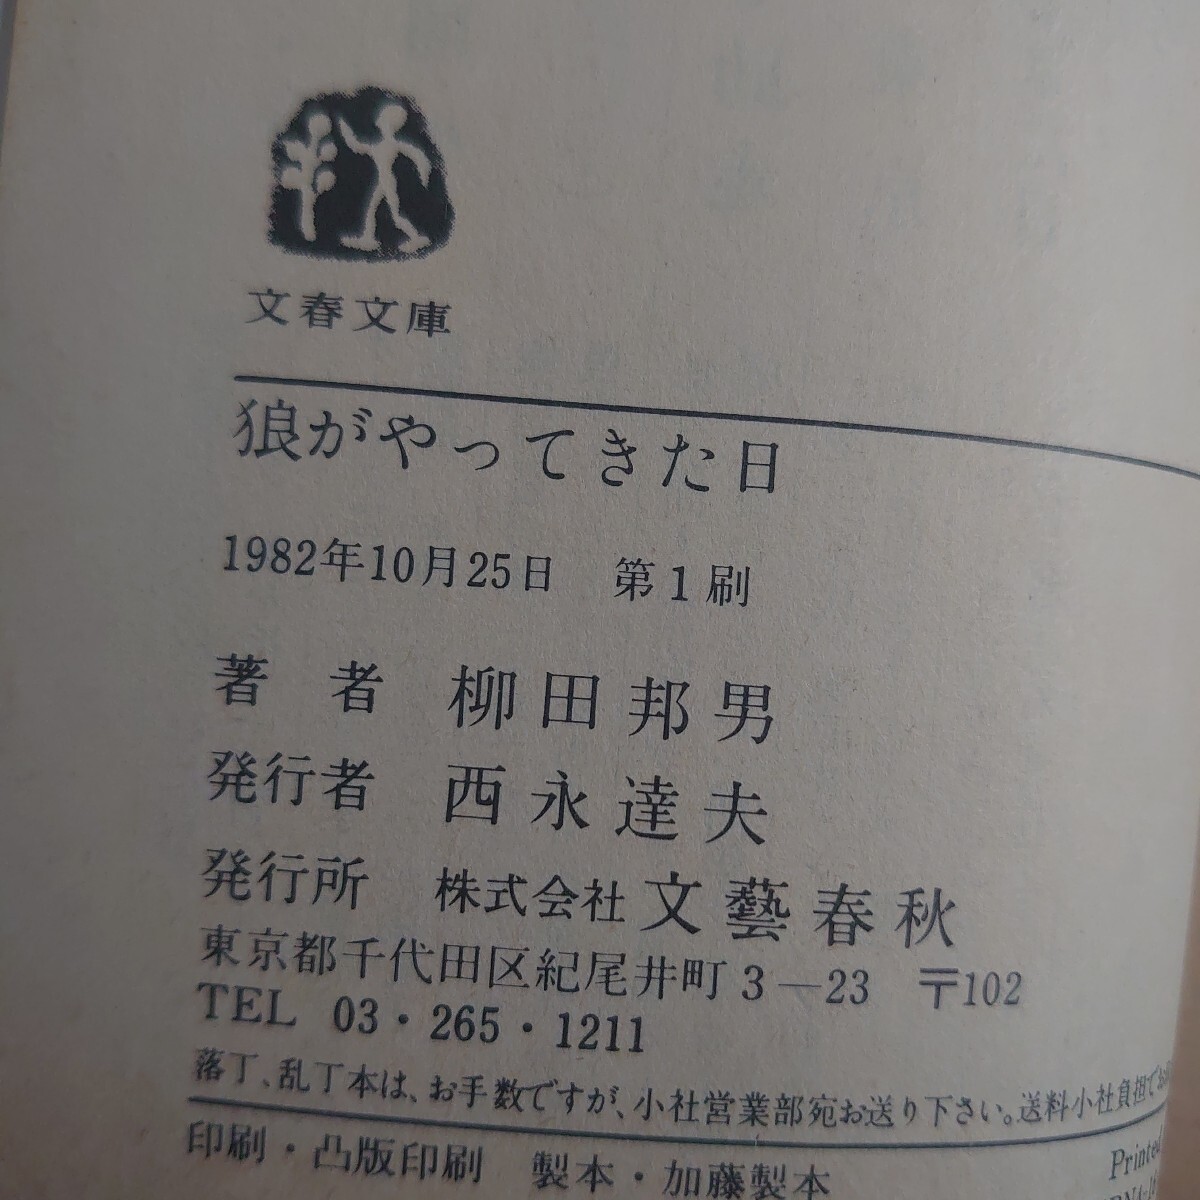 文春文庫
狼がやってきた日
1982年10月25日　第1刷
著　者　柳田邦男
発行者　西永達夫
発行所　株式会社 文藝春秋
東京都千代田区紀尾井町3―23　〒102
TEL 03・265・1211
落丁、乱丁本は、お手数ですが、小社営業部宛お送り下さい。送料小社負担で
印刷・凸版印刷　製本・加藤製本
Printed